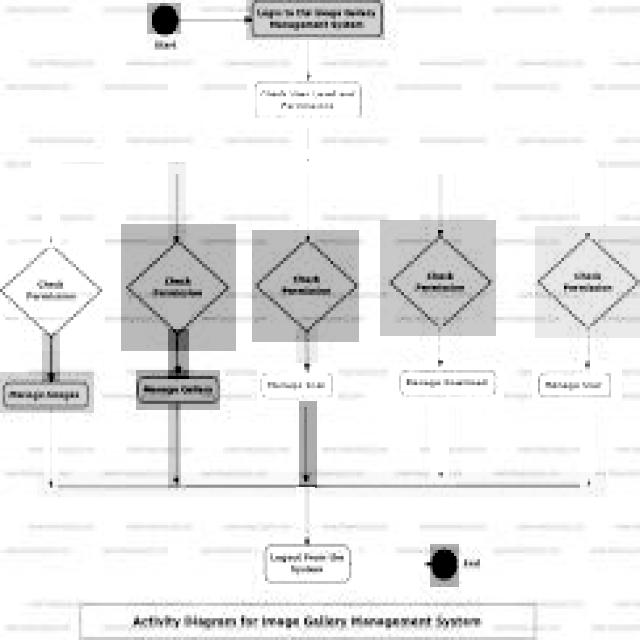 Login to the Image Gallery
Management System
Start
Check User Level and
Permissions
Check
Permission
Check
Permission
Check
Permission
Check
Permission
Check
Permission
Manage Images
Manage Gallery
Manage
Manage Download
Manage User
Logout From the
System
End
Activity Diagram for Image Gallery Management System